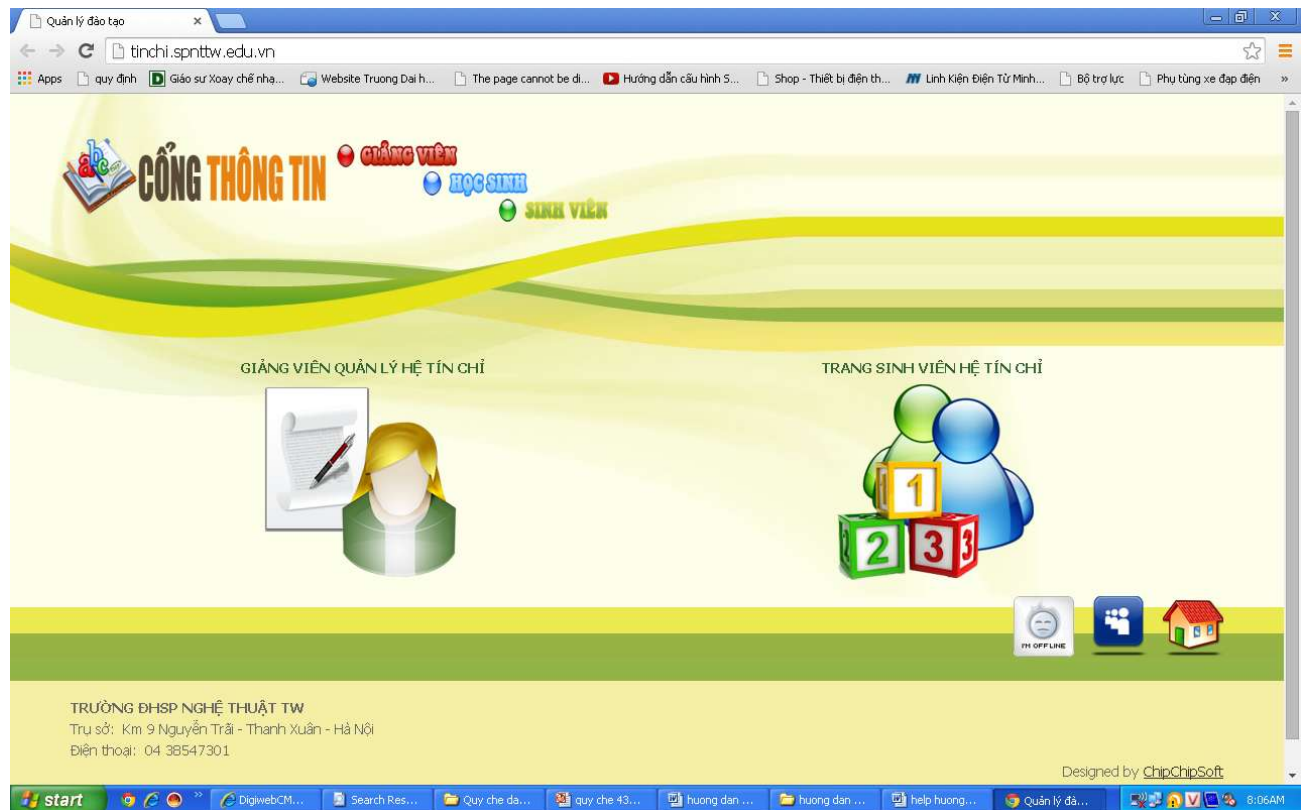 Quản lý đào tạo
tinchi.spnttw.edu.vn
Apps quy định Giáo sư Xoay chế nhạ... Website Truong Dai h... The page cannot be di... Hướng dẫn cấu hình S... Shop - Thiết bị điện th... Linh Kiện Điện Tử Minh... Bộ trợ lực Phụ tùng xe đạp điện »
abc
CỔNG THÔNG TIN
GIẢNG VIÊN
HỌC SINH
SINH VIÊN
GIẢNG VIÊN QUẢN LÝ HỆ TÍN CHỈ
TRANG SINH VIÊN HỆ TÍN CHỈ
1
2 2 3 3
I'M OFFLINE
TRƯỜNG ĐHSP NGHỆ THUẬT TW
Trụ sở: Km 9 Nguyễn Trãi - Thanh Xuân - Hà Nội
Điện thoại: 04 38547301
Designed by ChipChipSoft
start » DigiwebCM... Search Res... Quy che da... quy che 43... huong dan ... huong dan ... help huong... Quản lý đà... 8:06AM